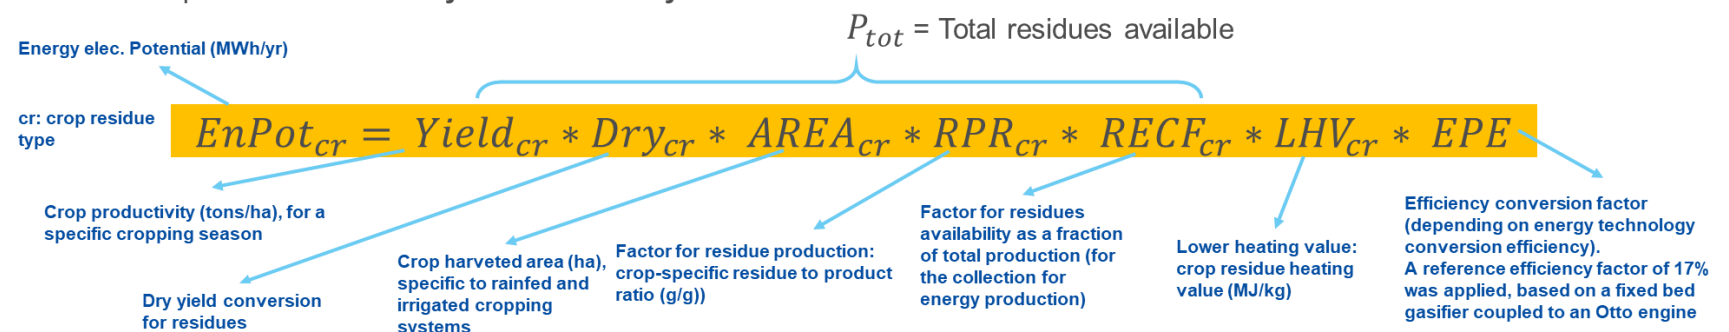 P_tot = Total residues available
Energy elec. Potential (MWh/yr)
cr: crop residue
type
EnPot_cr = Yield_cr * Dry_cr * AREA_cr * RPR_cr * RECF_cr * LHV_cr * EPE
Crop productivity (tons/ha), for a
specific cropping season
Dry yield conversion
for residues
Crop harveted area (ha),
specific to rainfed and
irrigated cropping
systems
Factor for residue production:
crop-specific residue to product
ratio (g/g))
Factor for residues
availability as a fraction
of total production (for
the collection for
energy production)
Lower heating value:
crop residue heating
value (MJ/kg)
Efficiency conversion factor
(depending on energy technology
conversion efficiency).
A reference efficiency factor of 17%
was applied, based on a fixed bed
gasifier coupled to an Otto engine